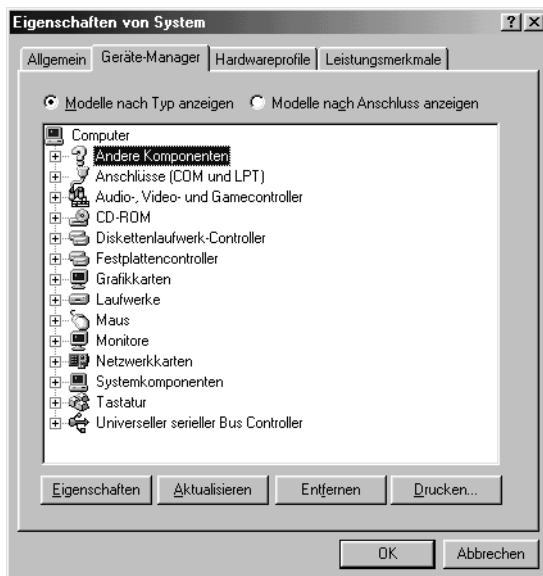 Eigenschaften von System
Allgemein Geräte-Manager Hardwareprofile Leistungsmerkmale
Modelle nach Typ anzeigen Modelle nach Anschluss anzeigen
Computer
Andere Komponenten
Anschlüsse (COM und LPT)
Audio-, Video- und Gamecontroller
CD-ROM
Diskettenlaufwerk-Controller
Festplattencontroller
Grafikkarten
Laufwerke
Maus
Monitore
Netzwerkkarten
Systemkomponenten
Tastatur
Universeller serieller Bus Controller
Eigenschaften Aktualisieren Entfernen Drucken...
OK Abbrechen